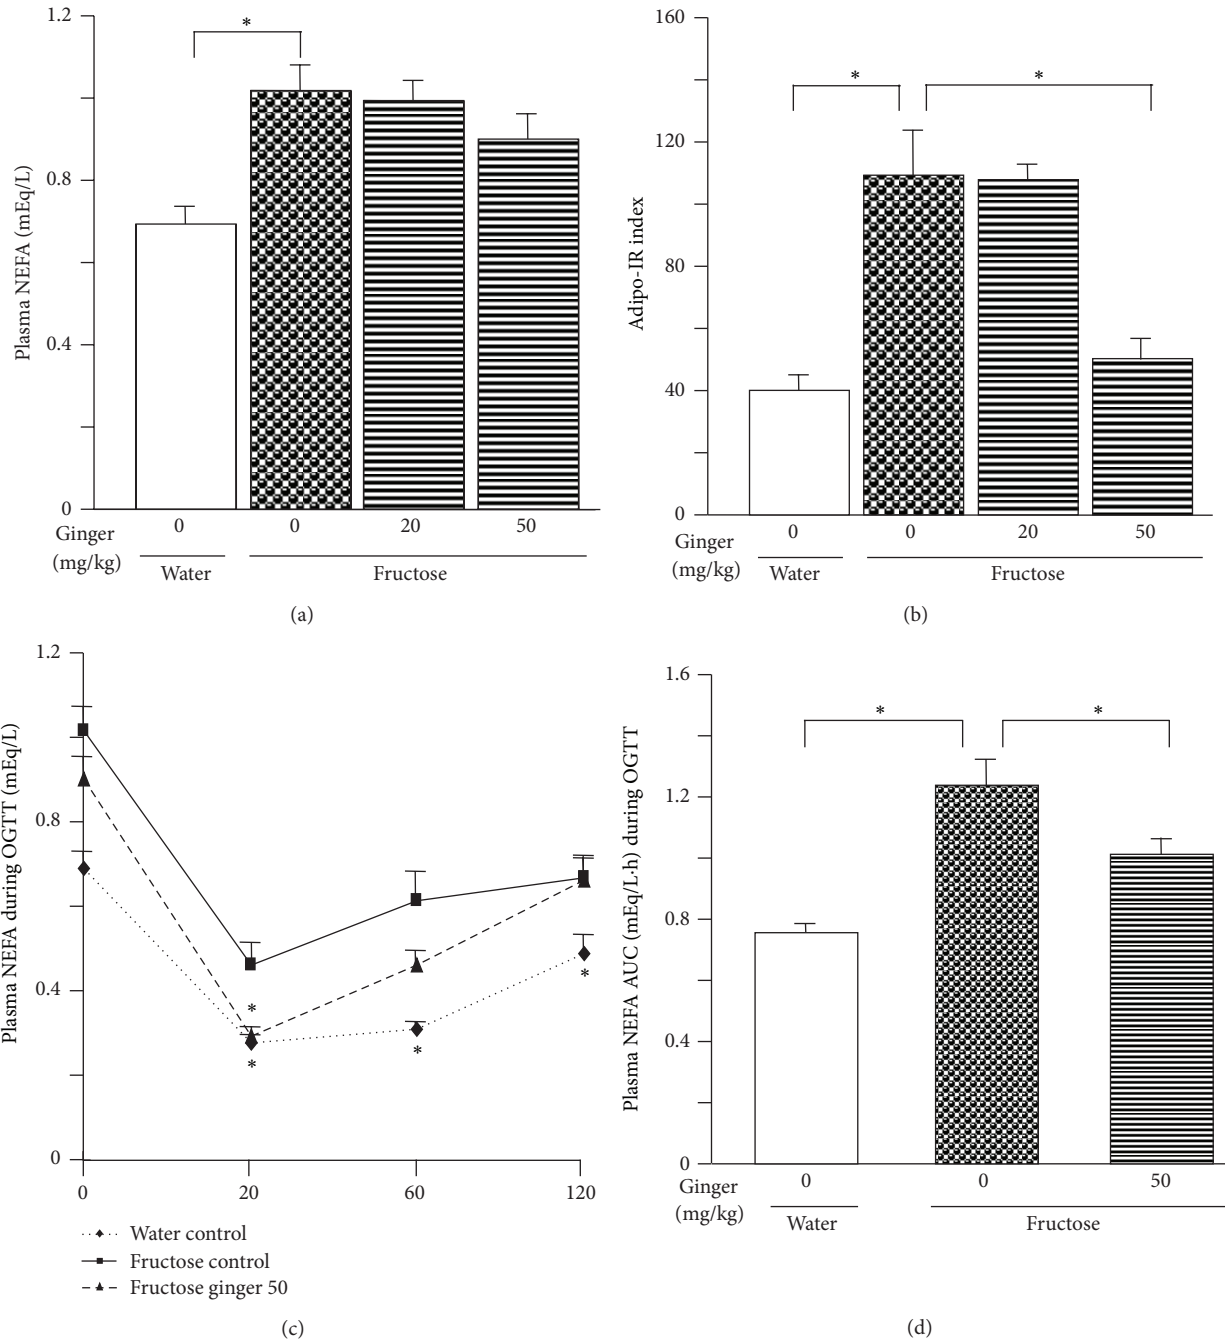 1.2
0.8
0.4
0
Plasma NEFA (mEq/L)
*
Ginger
(mg/kg)
0 0 20 50
Water Fructose
(a)
160
120
80
40
0
Adipo-IR index
* *
Ginger
(mg/kg)
0 0 20 50
Water Fructose
(b)
1.2
0.8
0.4
0
Plasma NEFA during OGTT (mEq/L)
*
*
*
*
0 20 60 120
Water control
Fructose control
Fructose ginger 50
(c)
1.6
1.2
0.8
0.4
0
Plasma NEFA AUC (mEq/L·h) during OGTT
* *
Ginger
(mg/kg)
0 0 50
Water Fructose
(d)